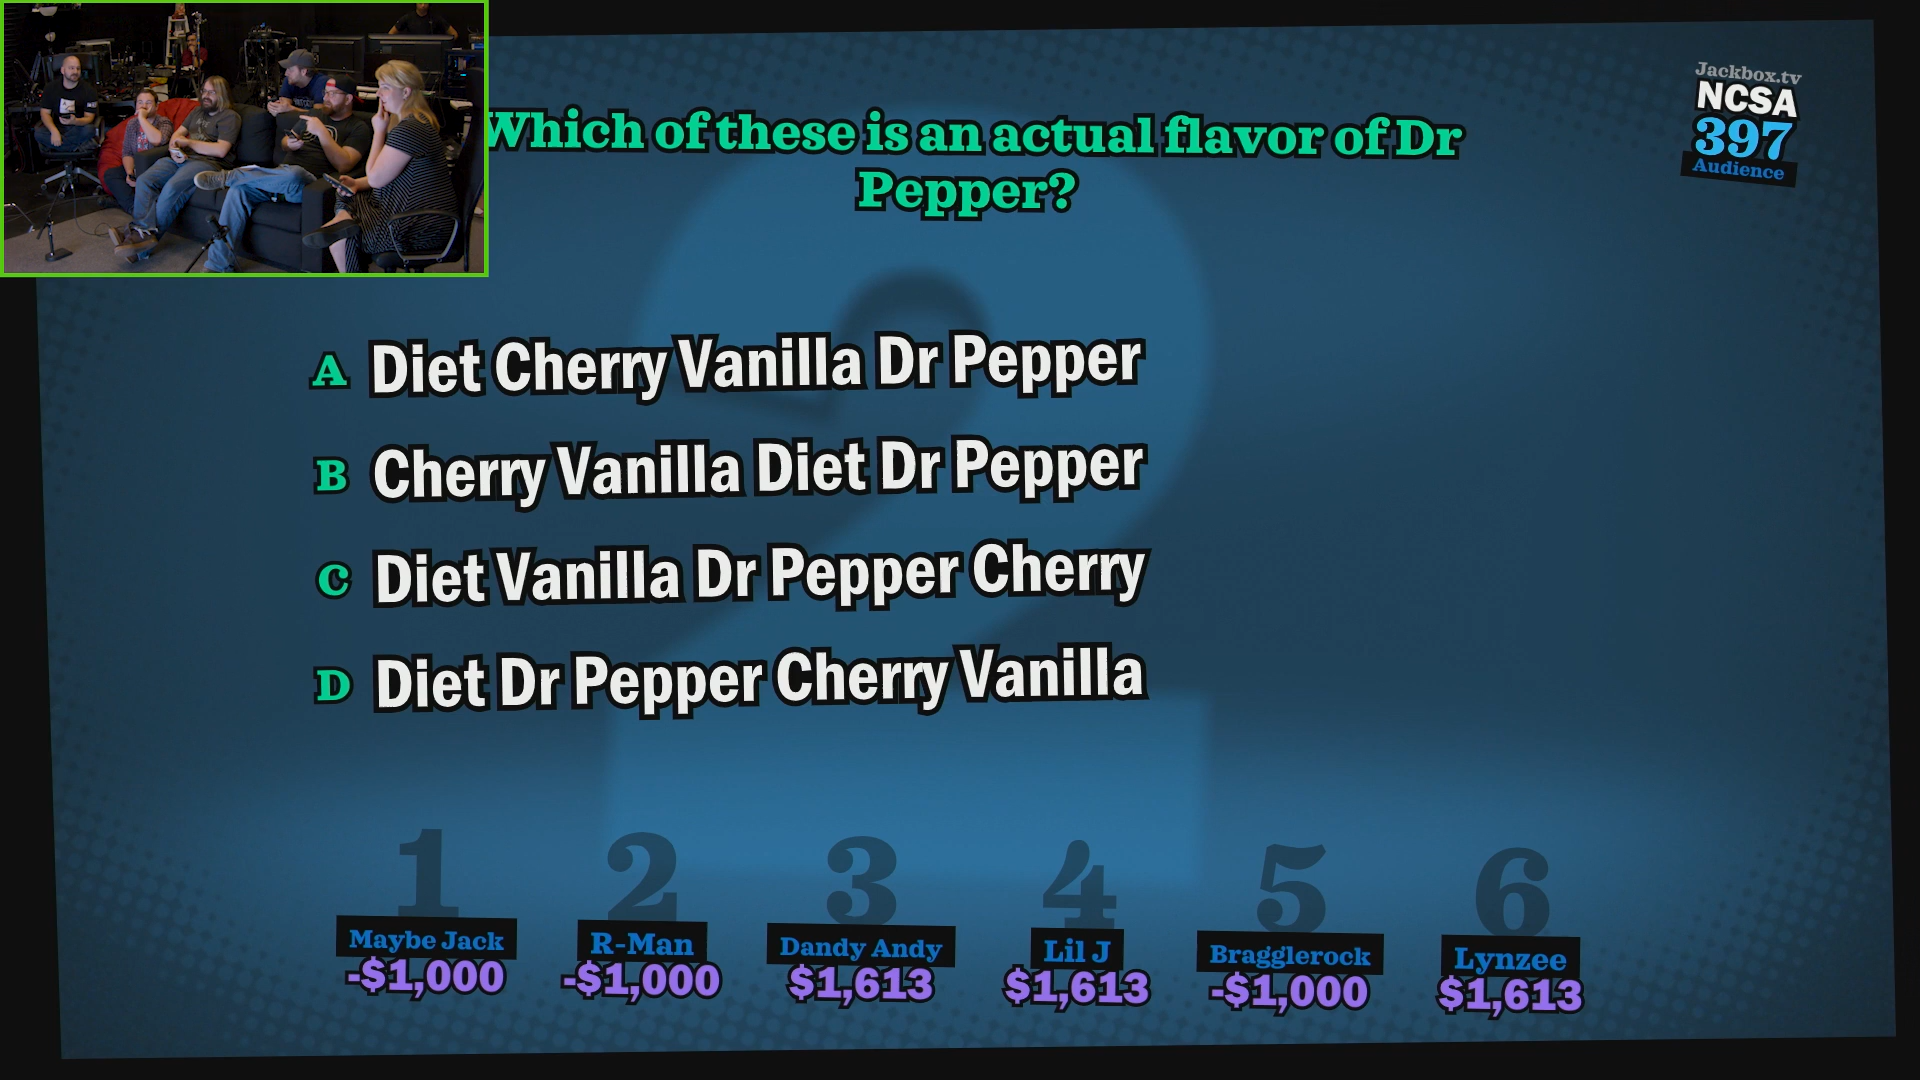 Jackbox.tv
NCSA
397
Audience
Which of these is an actual flavor of Dr
Pepper?
A Diet Cherry Vanilla Dr Pepper
B Cherry Vanilla Diet Dr Pepper
C Diet Vanilla Dr Pepper Cherry
D Diet Dr Pepper Cherry Vanilla
1 2 3 4 5 6
Maybe Jack R-Man Dandy Andy Lil J Bragglerock Lynzee
-$1,000 -$1,000 $1,613 $1,613 -$1,000 $1,613